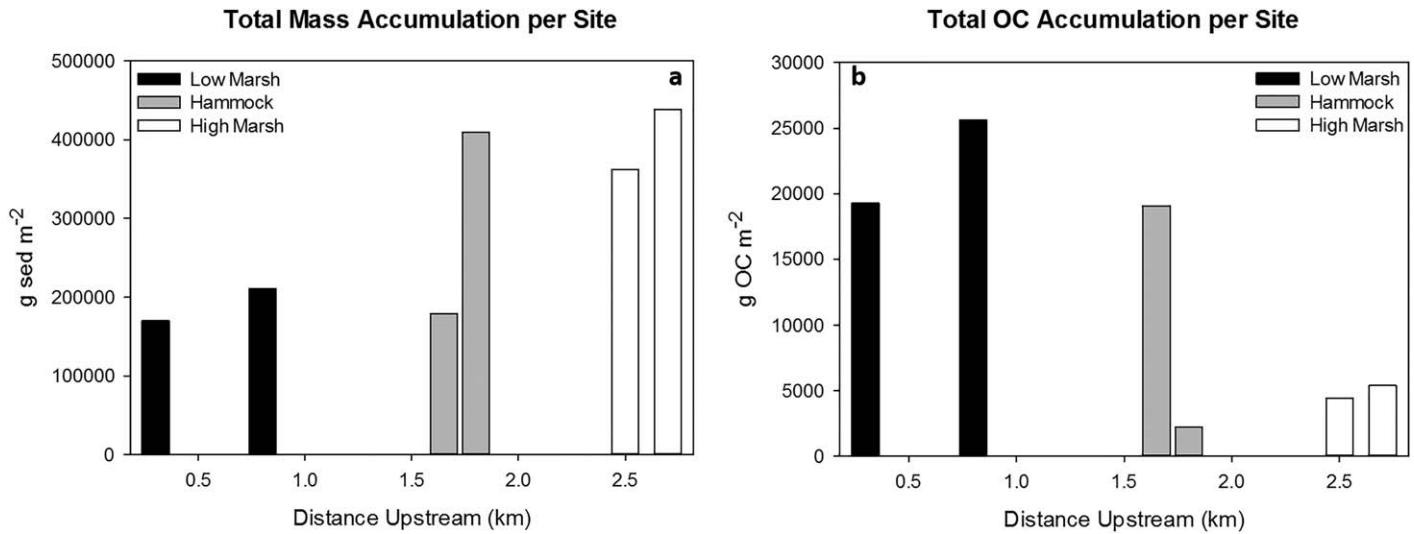 Total Mass Accumulation per Site
500000
400000
300000
200000
100000
0
g sed m⁻²
Low Marsh
Hammock
High Marsh
a
0.5 1.0 1.5 2.0 2.5
Distance Upstream (km)
Total OC Accumulation per Site
30000
25000
20000
15000
10000
5000
0
g OC m⁻²
b
Low Marsh
Hammock
High Marsh
0.5 1.0 1.5 2.0 2.5
Distance Upstream (km)